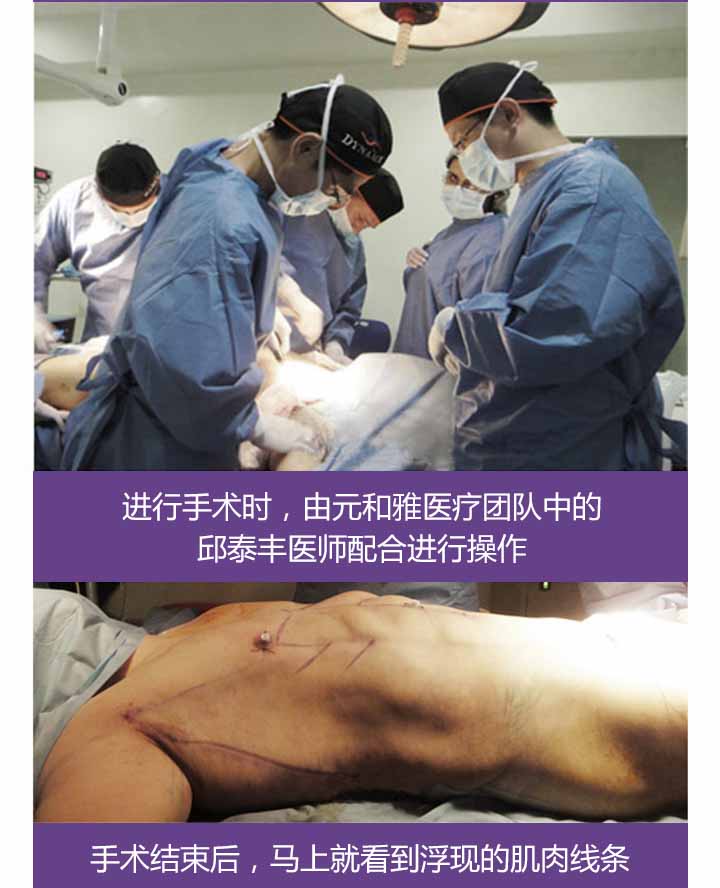 DYNAMI
进行手术时，由元和雅医疗团队中的
邱泰丰医师配合进行操作
手术结束后，马上就看到浮现的肌肉线条